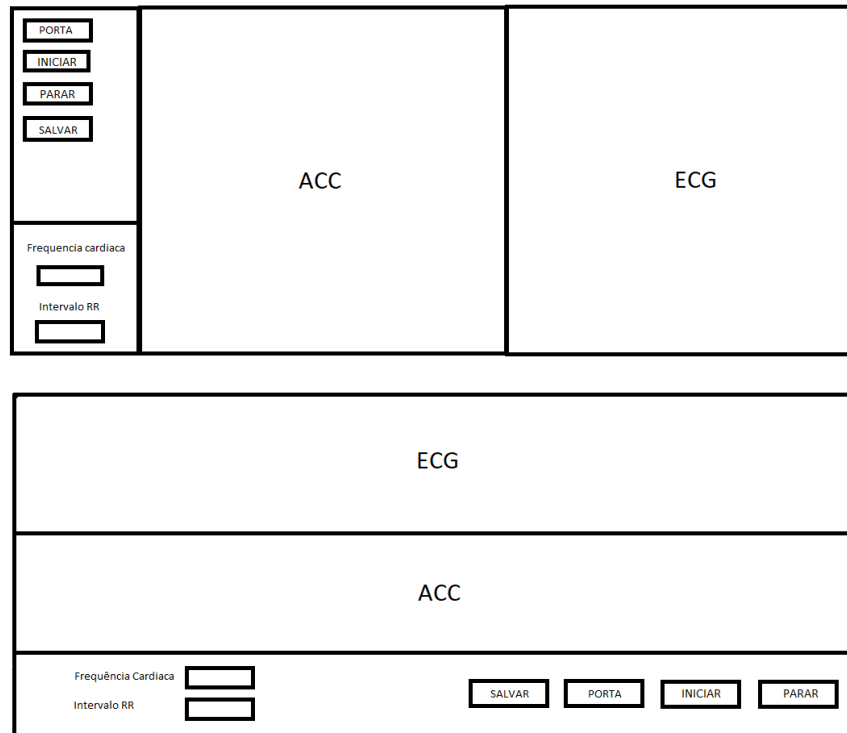 PORTA
INICIAR
PARAR
SALVAR
Frequencia cardiaca
Intervalo RR
ACC
ECG
ECG
ACC
Frequência Cardiaca
Intervalo RR
SALVAR PORTA INICIAR PARAR